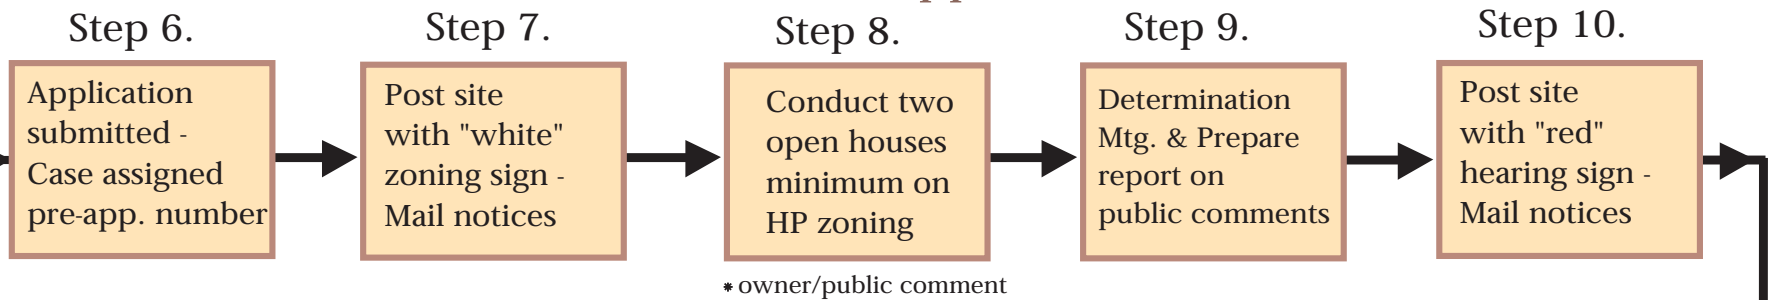 Step 6.
Application
submitted -
Case assigned
pre-app. number
Step 7.
Post site
with "white"
zoning sign -
Mail notices
Step 8.
Conduct two
open houses
minimum on
HP zoning
* owner/public comment
Step 9.
Determination
Mtg. & Prepare
report on
public comments
Step 10.
Post site
with "red"
hearing sign -
Mail notices